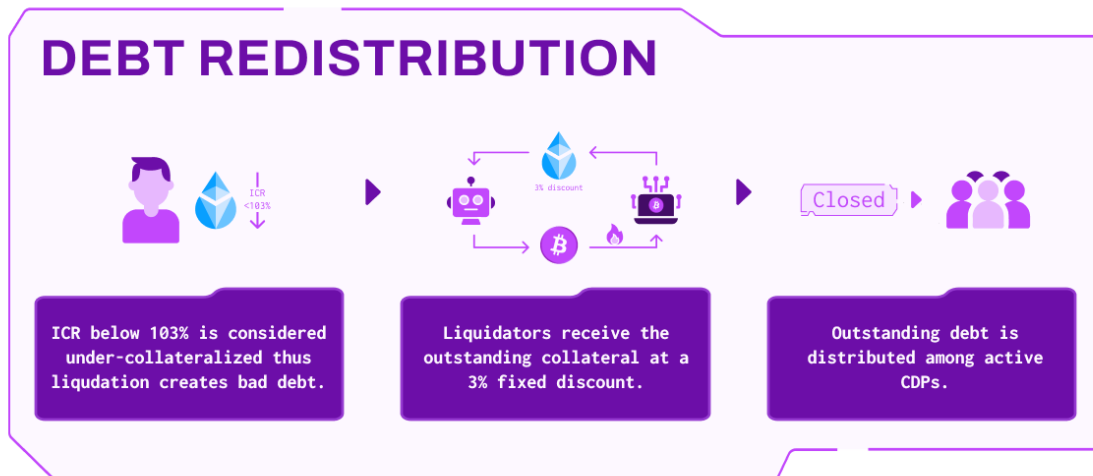 DEBT REDISTRIBUTION
ICR
<103%
3% discount
Closed
ICR below 103% is considered
under-collateralized thus
liqudation creates bad debt.
Liquidators receive the
outstanding collateral at a
3% fixed discount.
Outstanding debt is
distributed among active
CDPs.